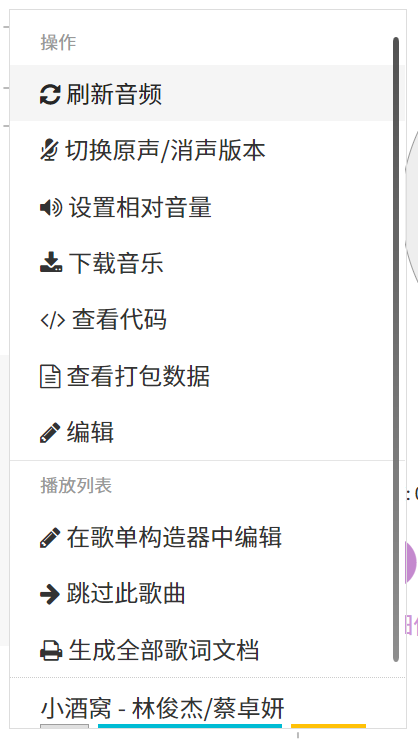 操作
刷新音频
切换原声/消声版本
设置相对音量
下载音乐
查看代码
查看打包数据
编辑
播放列表
在歌单构造器中编辑
跳过此歌曲
生成全部歌词文档
小酒窝 - 林俊杰/蔡卓妍